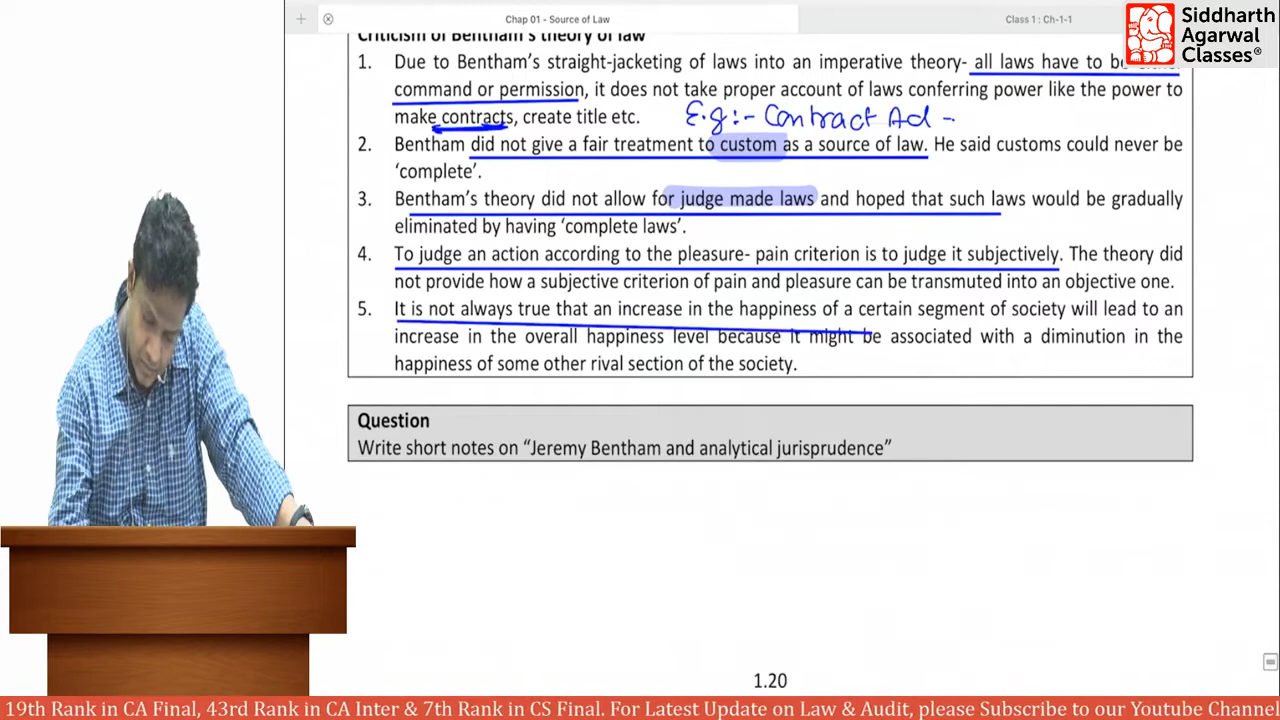 Chap 01 - Source of Law
Class 1 : Ch-1-1
Siddharth
Agarwal
Classes®
Criticism of Bentham's theory of law
1. Due to Bentham's straight-jacketing of laws into an imperative theory- all laws have to be either
command or permission, it does not take proper account of laws conferring power like the power to
make contracts, create title etc.
E.g :- Contract Ad -
2. Bentham did not give a fair treatment to custom as a source of law. He said customs could never be
‘complete’.
3. Bentham's theory did not allow for judge made laws and hoped that such laws would be gradually
eliminated by having ‘complete laws’.
4. To judge an action according to the pleasure- pain criterion is to judge it subjectively. The theory did
not provide how a subjective criterion of pain and pleasure can be transmuted into an objective one.
5. It is not always true that an increase in the happiness of a certain segment of society will lead to an
increase in the overall happiness level because it might be associated with a diminution in the
happiness of some other rival section of the society.
Question
Write short notes on “Jeremy Bentham and analytical jurisprudence”
1.20
19th Rank in CA Final, 43rd Rank in CA Inter & 7th Rank in CS Final. For Latest Update on Law & Audit, please Subscribe to our Youtube Channel